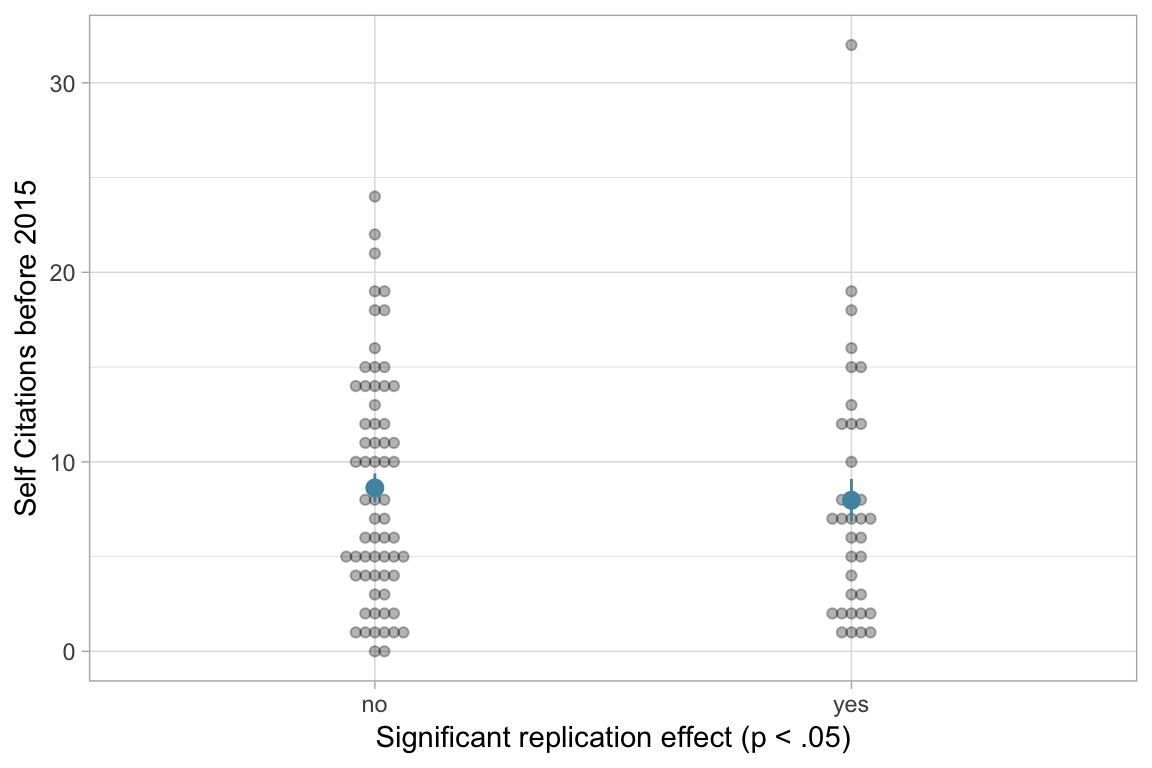 Self Citations before 2015
30
20
10
0
no
yes
Significant replication effect (p < .05)